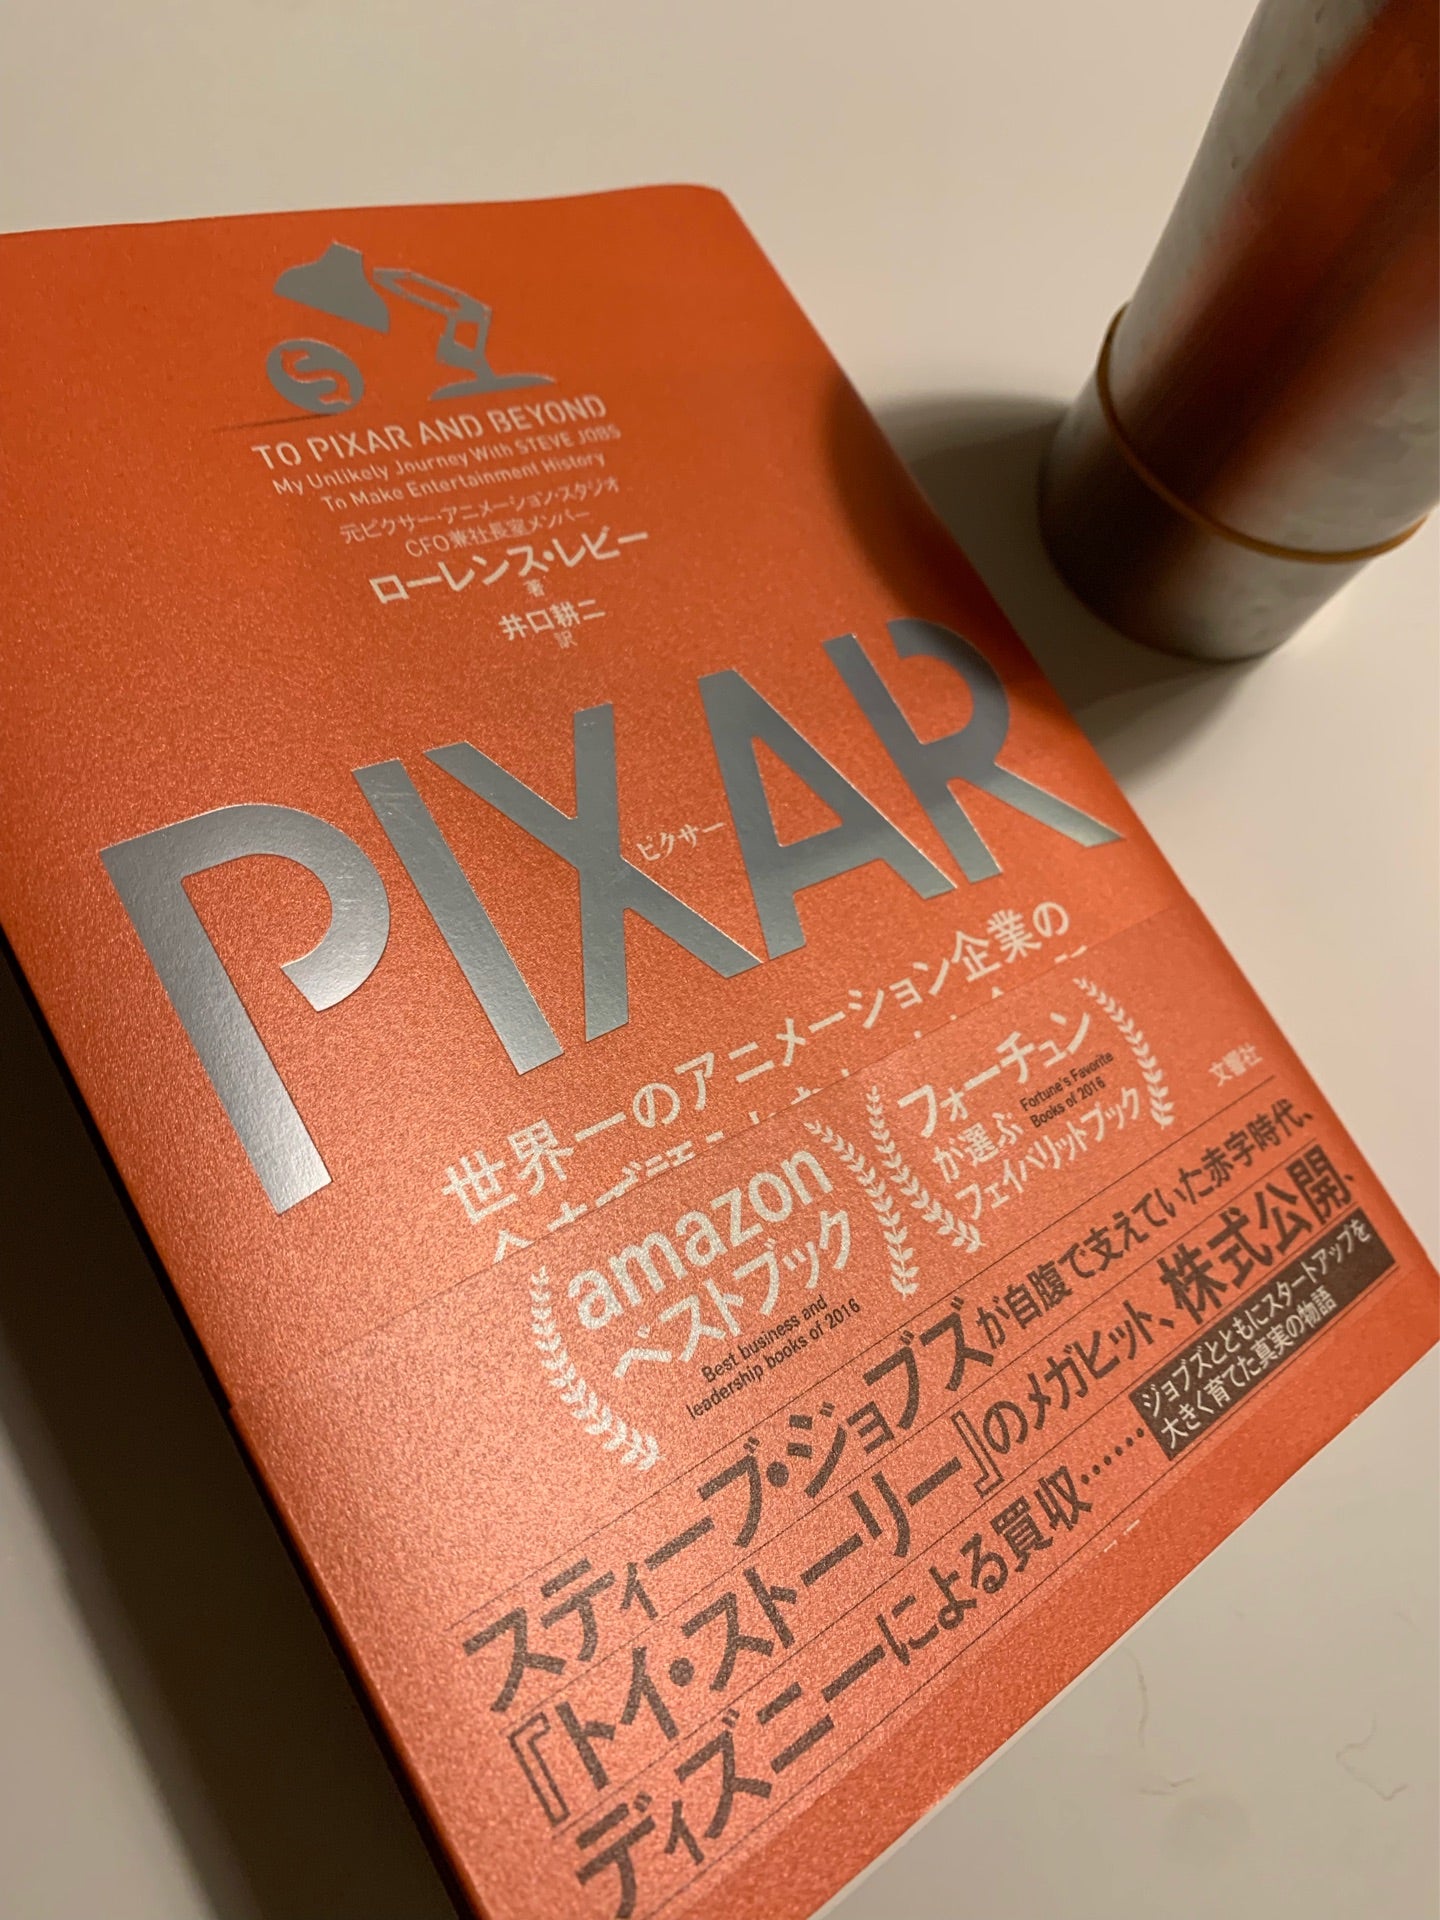 TO PIXAR AND BEYOND
My Unlikely Journey With STEVE JOBS
To Make Entertainment History
元ピクサー・アニメーション・スタジオ
CFO兼社長室メンバー
ローレンス・レビー
著
井口耕二
訳
PIXAR
ピクサー
世界一のアニメーション企業の
文響社
amazon
ベストブック
Best business and
leadership books of 2016
フォーチュン
が選ぶ
Fortune's Favorite
Books of 2016
フェイバリットブック
スティーブ・ジョブズが自腹で支えていた赤字時代、
『トイ・ストーリー』のメガヒット、株式公開、
ディズニーによる買収……
ジョブズとともにスタートアップを
大きく育てた真実の物語